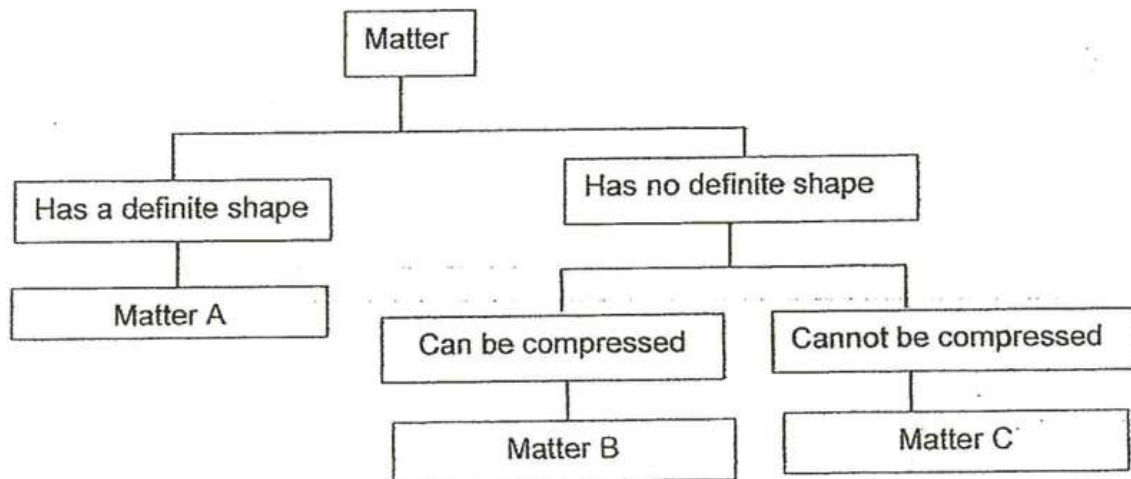 Matter
Has a definite shape
Has no definite shape
Matter A
Can be compressed
Cannot be compressed
Matter B
Matter C